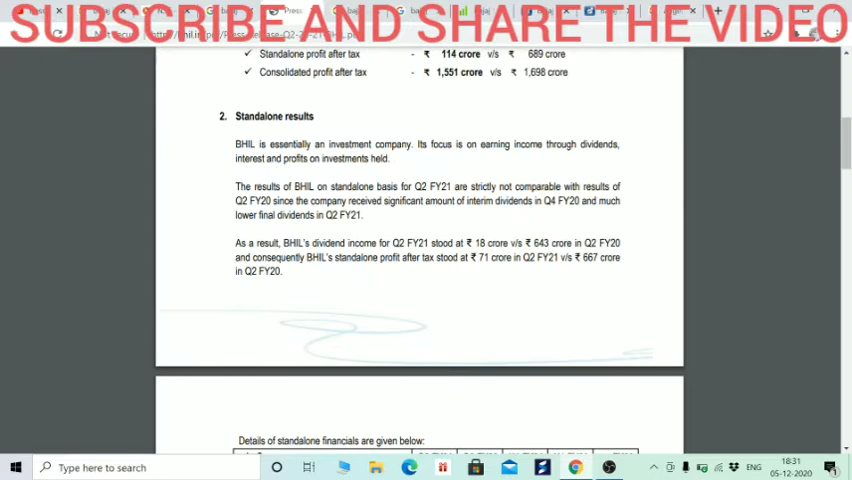 SUBSCRIBE AND SHARE THE VIDEO
✓ Standalone profit after tax - ₹ 114 crore v/s ₹ 689 crore
✓ Consolidated profit after tax - ₹ 1,551 crore v/s ₹ 1,698 crore
2. Standalone results
BHIL is essentially an investment company. Its focus is on earning income through dividends,
interest and profits on investments held.
The results of BHIL on standalone basis for Q2 FY21 are strictly not comparable with results of
Q2 FY20 since the company received significant amount of interim dividends in Q4 FY20 and much
lower final dividends in Q2 FY21.
As a result, BHIL's dividend income for Q2 FY21 stood at ₹ 18 crore v/s ₹ 643 crore in Q2 FY20
and consequently BHIL's standalone profit after tax stood at ₹ 71 crore in Q2 FY21 v/s ₹ 667 crore
in Q2 FY20.
Details of standalone financials are given below:
Type here to search
ENG
18:31
05-12-2020